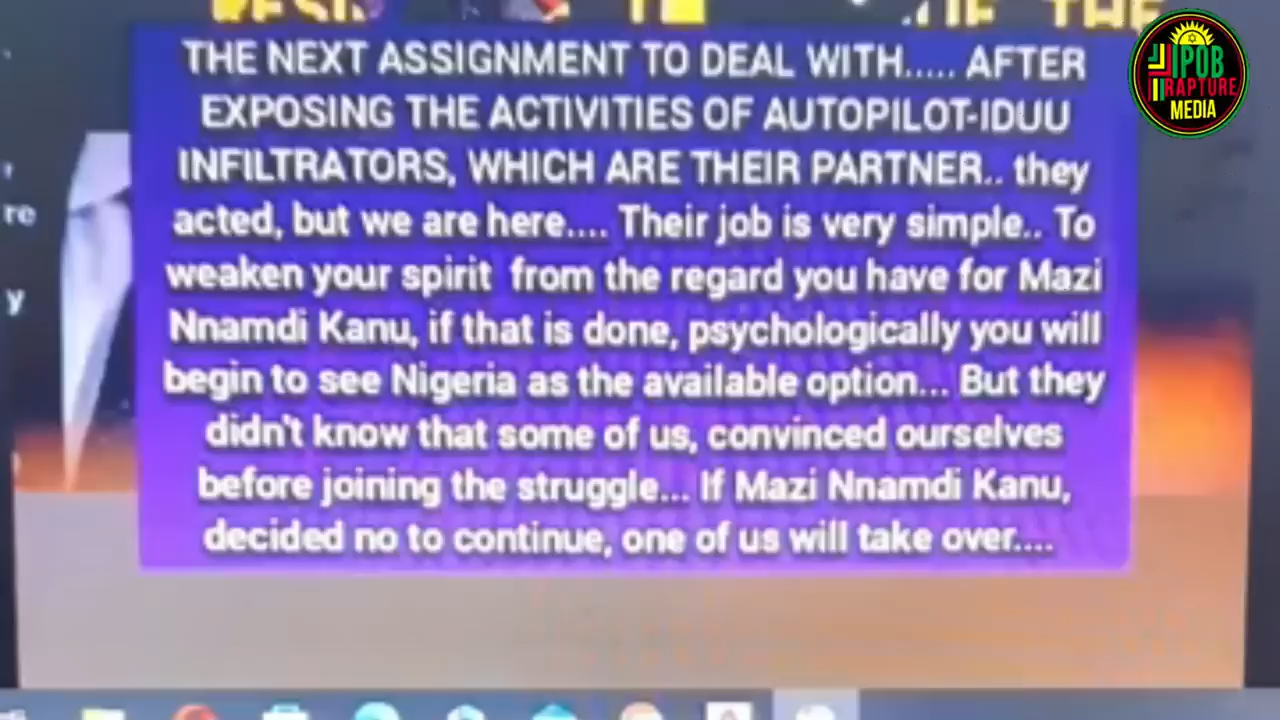 OF THE
THE NEXT ASSIGNMENT TO DEAL WITH..... AFTER
EXPOSING THE ACTIVITIES OF AUTOPILOT-IDUU
INFILTRATORS, WHICH ARE THEIR PARTNER.. they
acted, but we are here.... Their job is very simple.. To
weaken your spirit from the regard you have for Mazi
Nnamdi Kanu, if that is done, psychologically you will
begin to see Nigeria as the available option... But they
didn't know that some of us, convinced ourselves
before joining the struggle... If Mazi Nnamdi Kanu,
decided no to continue, one of us will take over....
re
y
IPOB
RAPTURE
MEDIA